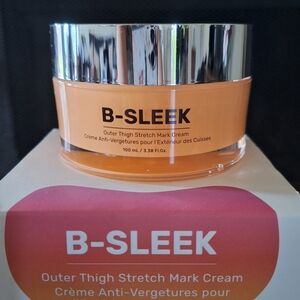 B-SLEEK
Outer Thigh Stretch Mark Cream
Crème Anti-Vergetures pour l'Extérieur des Cuisses
100 mL / 3.38 Fl.Oz.
B-SLEEK
Outer Thigh Stretch Mark Cream
Crème Anti-Vergetures pour